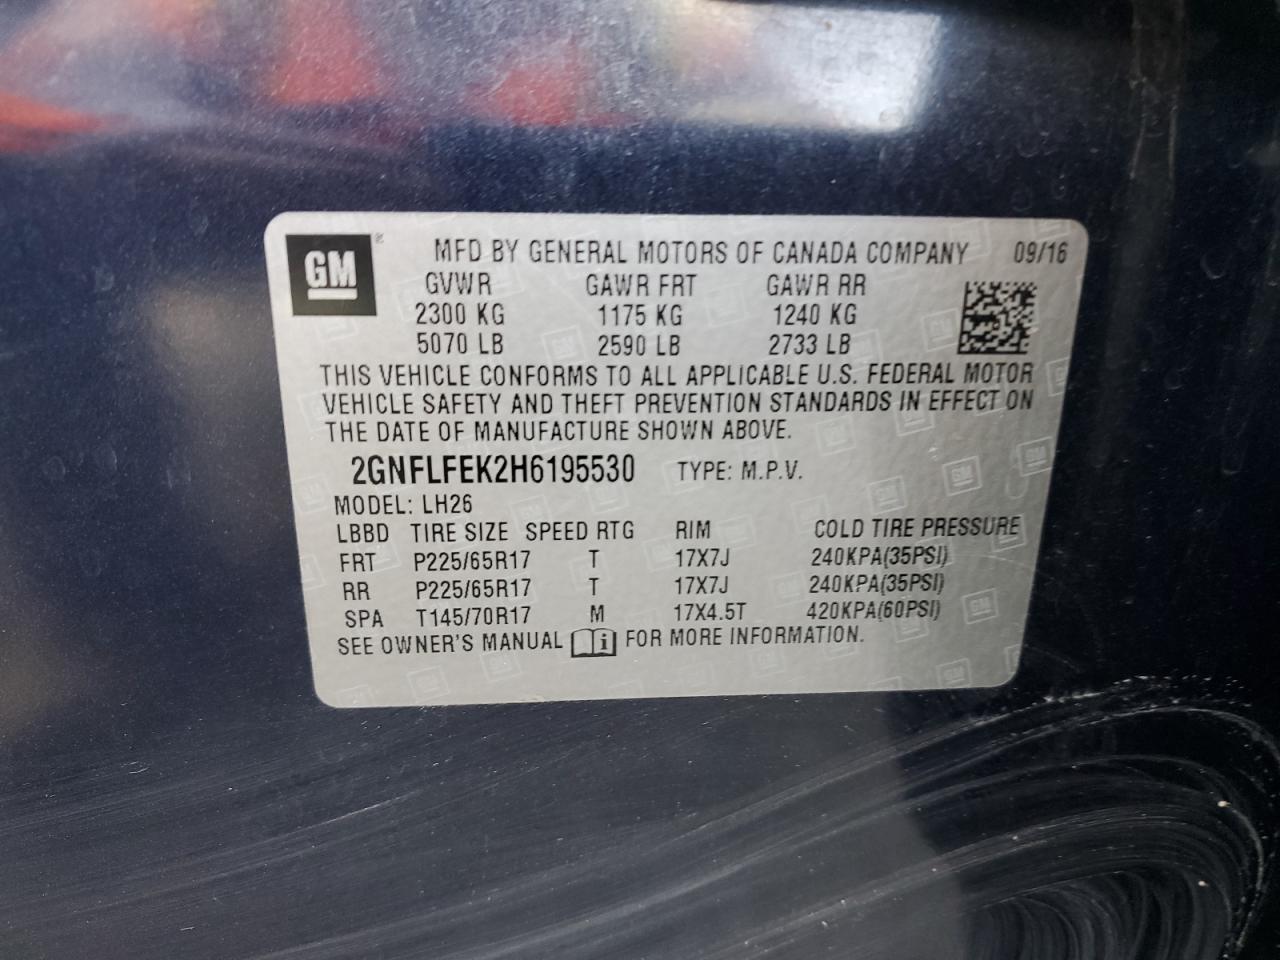 GM ® MFD BY GENERAL MOTORS OF CANADA COMPANY 09/16
GVWR GAWR FRT GAWR RR
2300 KG 1175 KG 1240 KG
5070 LB 2590 LB 2733 LB
THIS VEHICLE CONFORMS TO ALL APPLICABLE U.S. FEDERAL MOTOR
VEHICLE SAFETY AND THEFT PREVENTION STANDARDS IN EFFECT ON
THE DATE OF MANUFACTURE SHOWN ABOVE.
2GNFLFEK2H6195530 TYPE: M.P.V.
MODEL: LH26
LBBD TIRE SIZE SPEED RTG RIM COLD TIRE PRESSURE
FRT P225/65R17 T 17X7J 240KPA(35PSI)
RR P225/65R17 T 17X7J 240KPA(35PSI)
SPA T145/70R17 M 17X4.5T 420KPA(60PSI)
SEE OWNER'S MANUAL i FOR MORE INFORMATION.